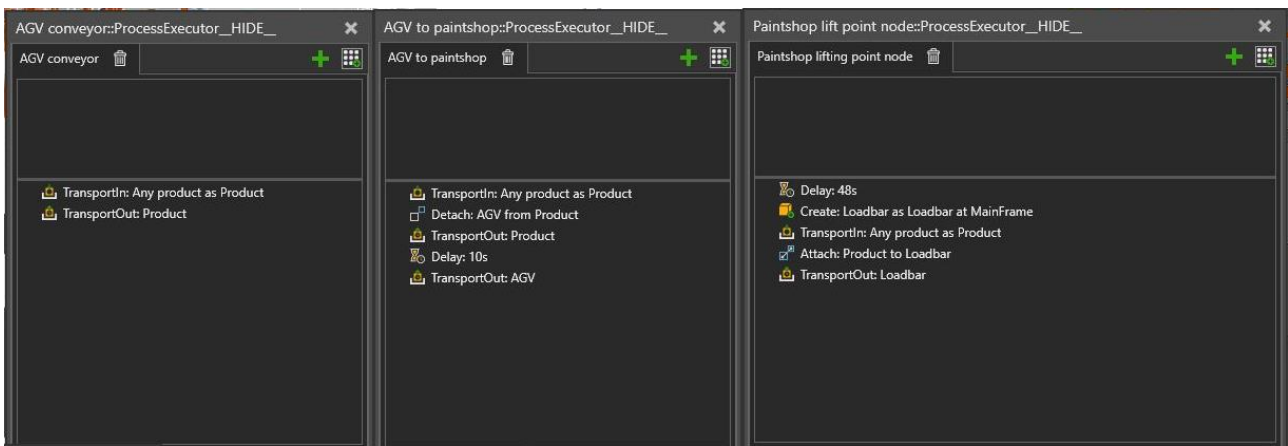 AGV conveyor::ProcessExecutor__HIDE__
AGV conveyor
TransportIn: Any product as Product
TransportOut: Product
AGV to paintshop::ProcessExecutor__HIDE__
AGV to paintshop
TransportIn: Any product as Product
Detach: AGV from Product
TransportOut: Product
Delay: 10s
TransportOut: AGV
Paintshop lift point node::ProcessExecutor__HIDE__
Paintshop lifting point node
Delay: 48s
Create: Loadbar as Loadbar at MainFrame
TransportIn: Any product as Product
Attach: Product to Loadbar
TransportOut: Loadbar